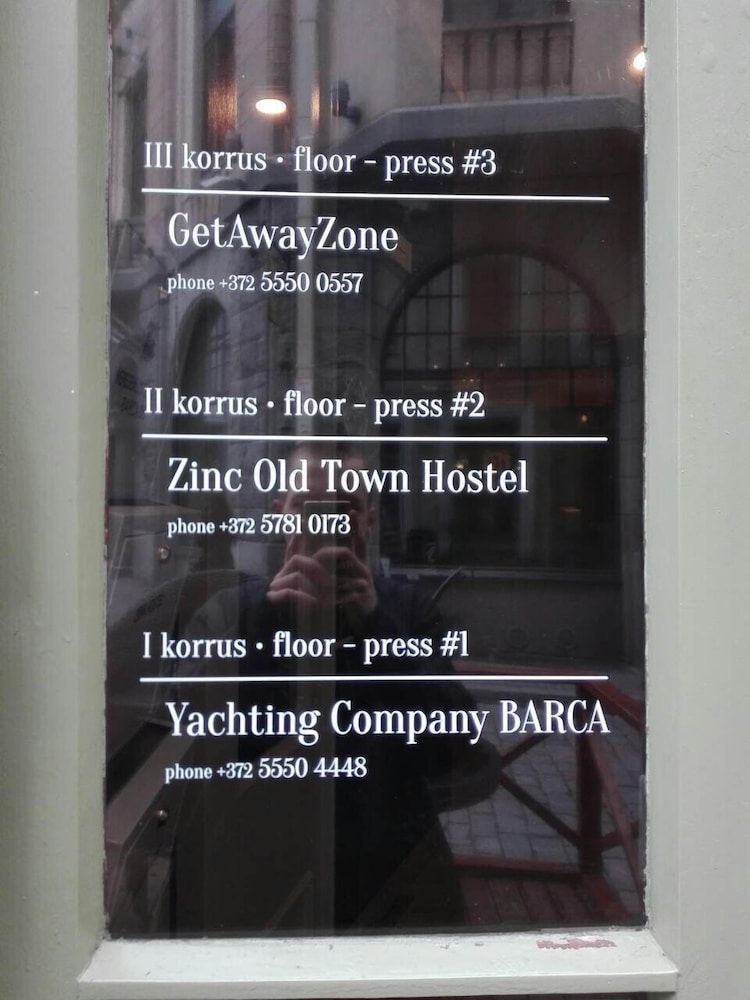 III korrus • floor – press #3
GetAwayZone
phone +372 5550 0557
II korrus • floor – press #2
Zinc Old Town Hostel
phone +372 5781 0173
I korrus • floor – press #1
Yachting Company BARCA
phone +372 5550 4448